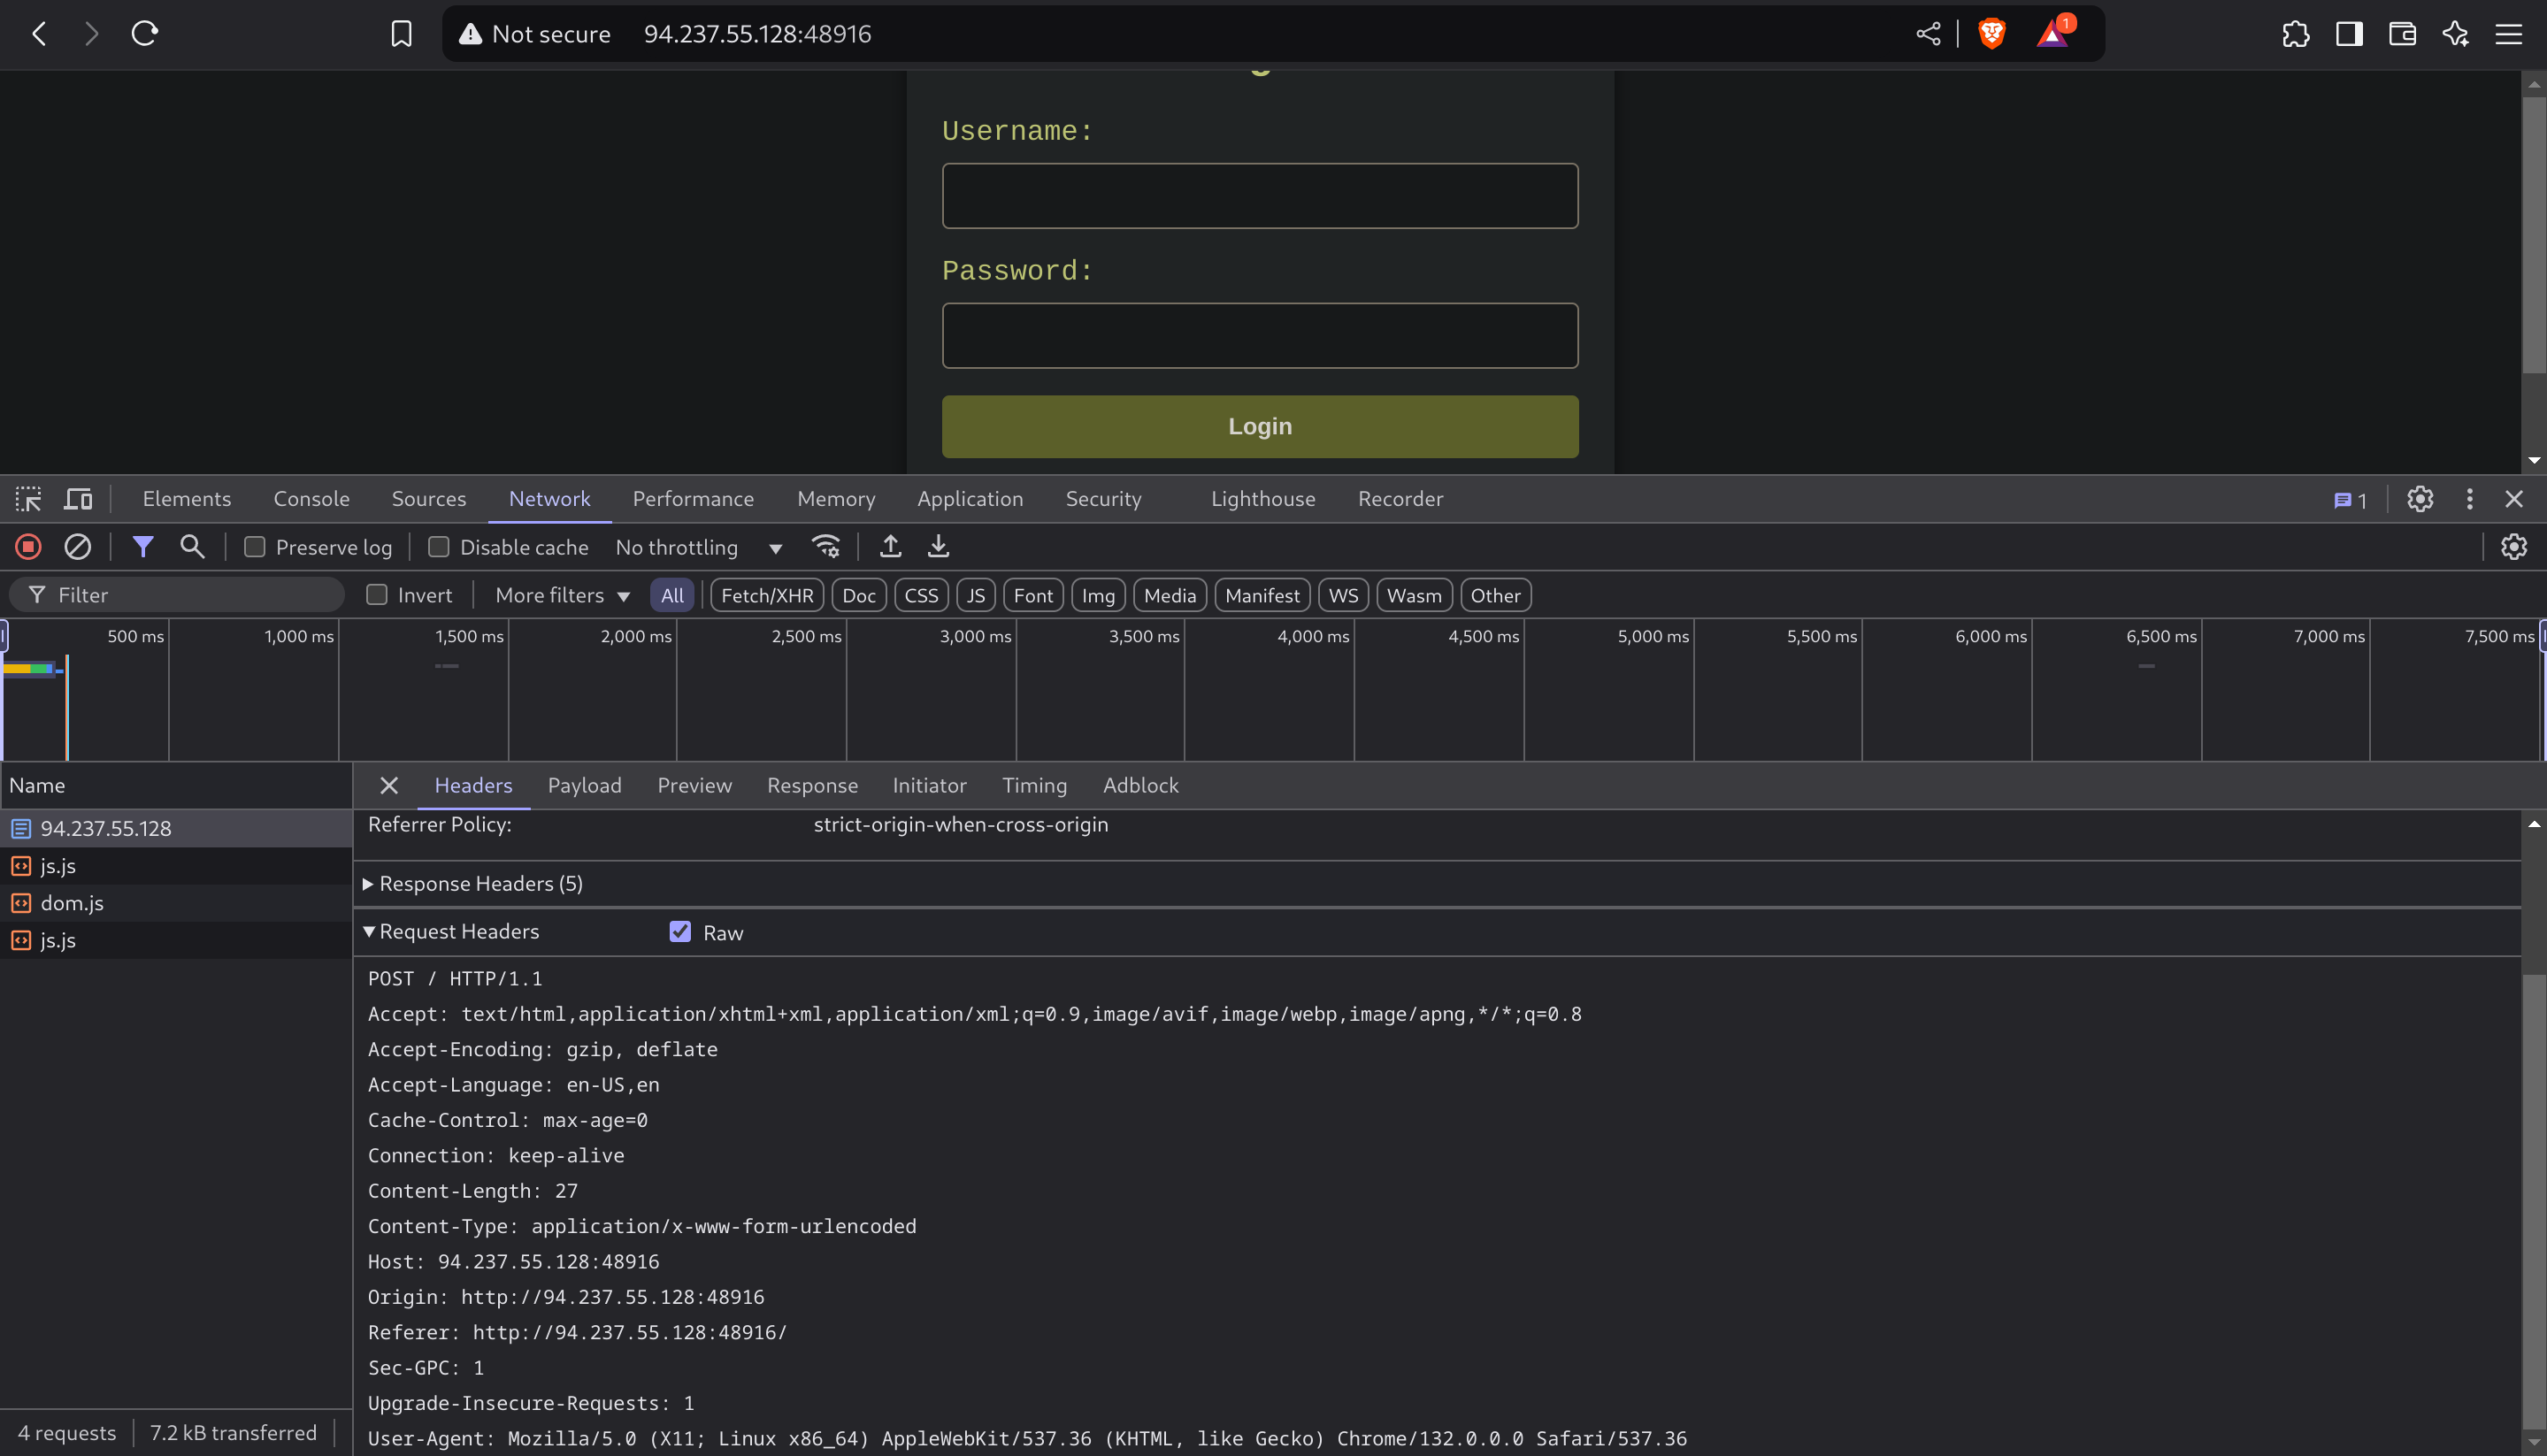 Not secure 94.237.55.128:48916 1
Username:
Password:
Login
Elements Console Sources Network Performance Memory Application Security Lighthouse Recorder 1
Preserve log Disable cache No throttling
Filter Invert More filters All Fetch/XHR Doc CSS JS Font Img Media Manifest WS Wasm Other
500 ms 1,000 ms 1,500 ms 2,000 ms 2,500 ms 3,000 ms 3,500 ms 4,000 ms 4,500 ms 5,000 ms 5,500 ms 6,000 ms 6,500 ms 7,000 ms 7,500 ms
Name Headers Payload Preview Response Initiator Timing Adblock
94.237.55.128
js.js
dom.js
js.js
Referrer Policy: strict-origin-when-cross-origin
Response Headers (5)
Request Headers Raw
POST / HTTP/1.1
Accept: text/html,application/xhtml+xml,application/xml;q=0.9,image/avif,image/webp,image/apng,*/*;q=0.8
Accept-Encoding: gzip, deflate
Accept-Language: en-US,en
Cache-Control: max-age=0
Connection: keep-alive
Content-Length: 27
Content-Type: application/x-www-form-urlencoded
Host: 94.237.55.128:48916
Origin: http://94.237.55.128:48916
Referer: http://94.237.55.128:48916/
Sec-GPC: 1
Upgrade-Insecure-Requests: 1
User-Agent: Mozilla/5.0 (X11; Linux x86_64) AppleWebKit/537.36 (KHTML, like Gecko) Chrome/132.0.0.0 Safari/537.36
4 requests 7.2 kB transferred